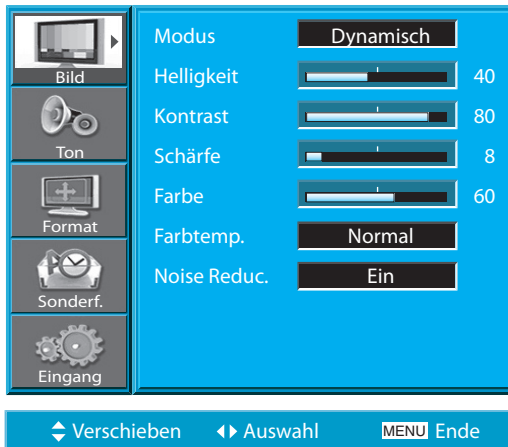 Bild
Ton
Format
Sonderf.
Eingang
Modus Dynamisch
Helligkeit 40
Kontrast 80
Schärfe 8
Farbe 60
Farbtemp. Normal
Noise Reduc. Ein
Verschieben Auswahl MENU Ende